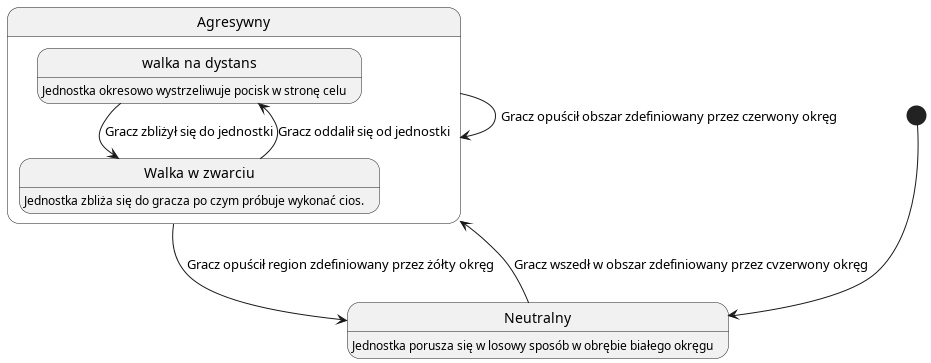 Agresywny
walka na dystans
Jednostka okresowo wystrzeliwuje pocisk w stronę celu
Gracz zbliżył się do jednostki
Gracz oddalił się od jednostki
Gracz opuścił obszar zdefiniowany przez czerwony okręg
Walka w zwarciu
Jednostka zbliża się do gracza po czym próbuje wykonać cios.
Gracz opuścił region zdefiniowany przez żółty okręg
Gracz wszedł w obszar zdefiniowany przez cvzerwony okręg
Neutralny
Jednostka porusza się w losowy sposób w obrębie białego okręgu